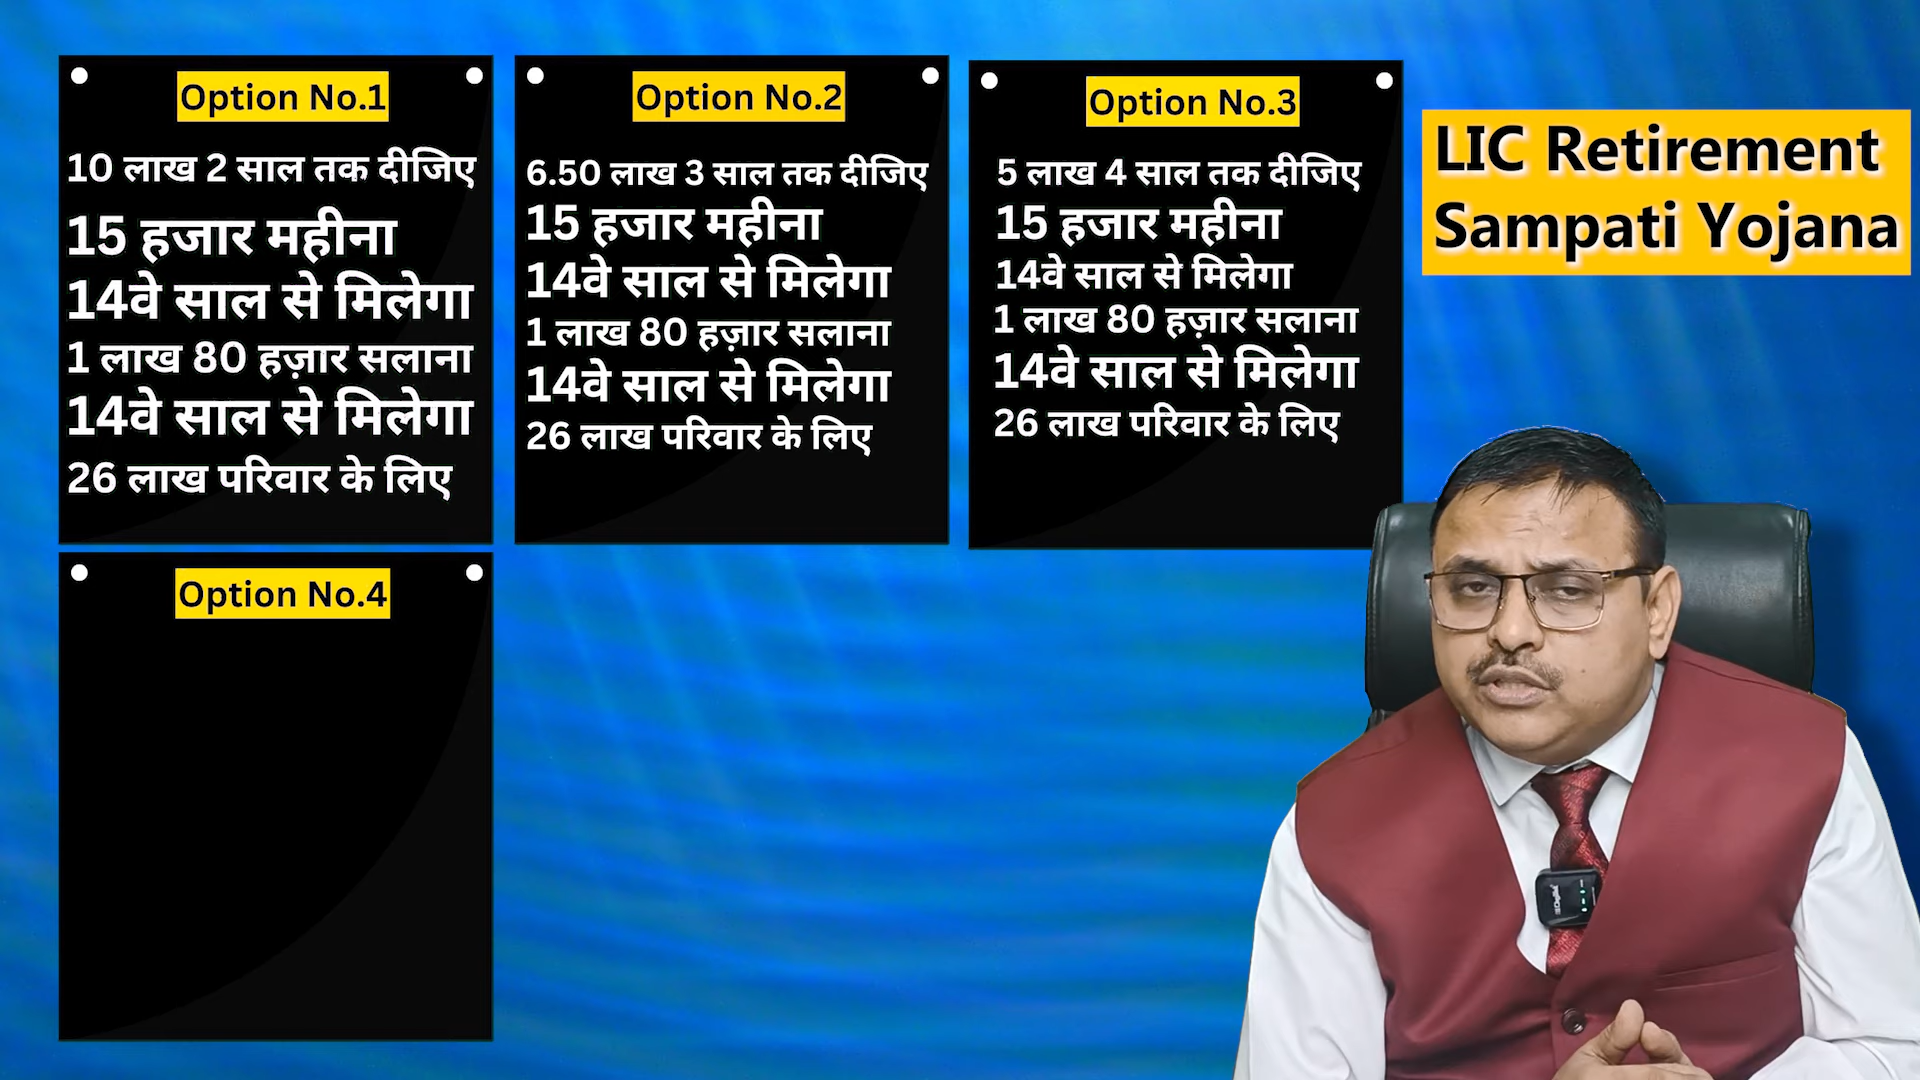 Option No.1
10 लाख 2 साल तक दीजिए
15 हजार महीना
14वे साल से मिलेगा
1 लाख 80 हज़ार सलाना
14वे साल से मिलेगा
26 लाख परिवार के लिए
Option No.2
6.50 लाख 3 साल तक दीजिए
15 हजार महीना
14वे साल से मिलेगा
1 लाख 80 हज़ार सलाना
14वे साल से मिलेगा
26 लाख परिवार के लिए
Option No.3
5 लाख 4 साल तक दीजिए
15 हजार महीना
14वे साल से मिलेगा
1 लाख 80 हज़ार सलाना
14वे साल से मिलेगा
26 लाख परिवार के लिए
LIC Retirement
Sampati Yojana
Option No.4